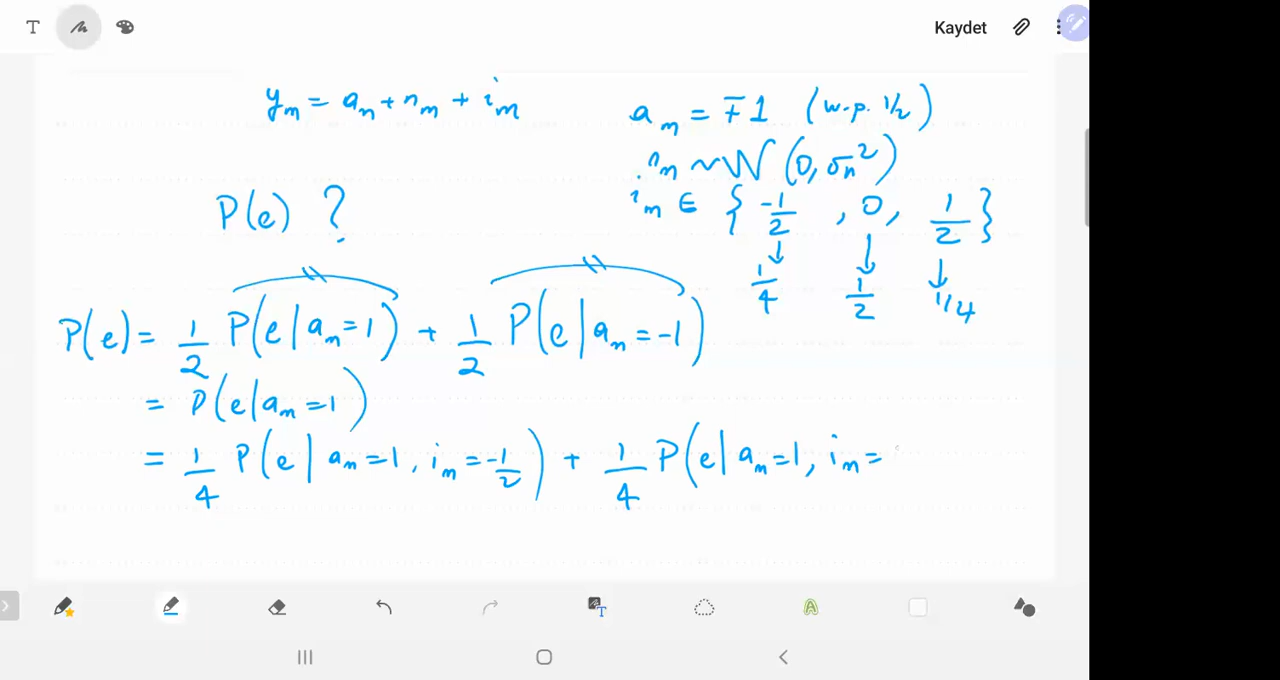 T Kaydet
y_m = a_m + n_m + i_m
a_m = ∓1 (w.p. 1/2)
n_m ~ N(0, σ_n²)
i_m ∈ { -1/2, 0, 1/2 }
↓ ↓ ↓
1/4 1/2 1/4
P(e) ?
P(e) = 1/2 P(e | a_m = 1) + 1/2 P(e | a_m = -1)
= P(e | a_m = 1)
= 1/4 P(e | a_m = 1, i_m = -1/2) + 1/4 P(e | a_m = 1, i_m =
T
A